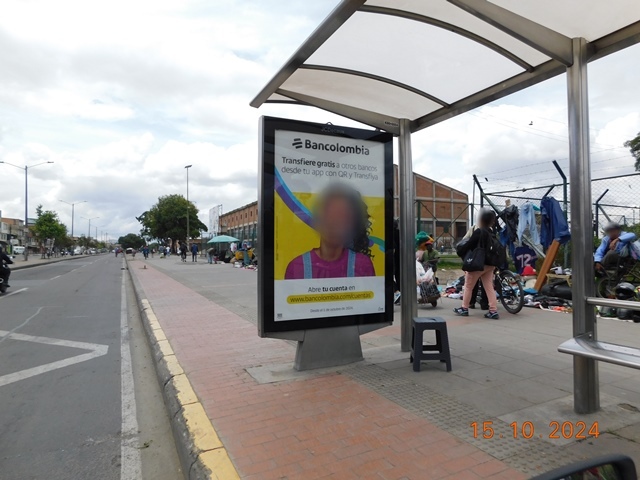 Bancolombia
Transfiere gratis a otros bancos
desde tu app con QR y Transfiya
Abre tu cuenta en
www.bancolombia.com/cuentas
15 10 2024